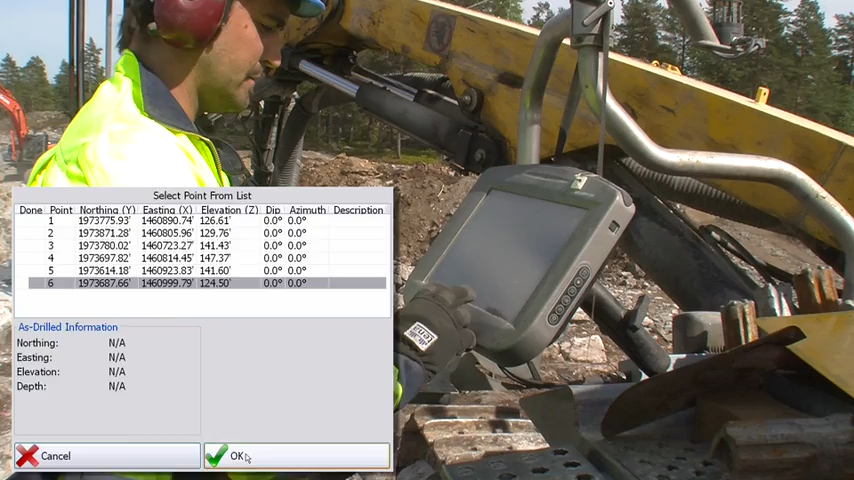 Select Point From List
Done Point Northing (Y) Easting (X) Elevation (Z) Dip Azimuth Description
1 1973775.93' 1460890.74' 126.61' 0.0° 0.0°
2 1973871.28' 1460805.96' 129.76' 0.0° 0.0°
3 1973780.02' 1460723.27' 141.43' 0.0° 0.0°
4 1973697.82' 1460814.45' 147.37' 0.0° 0.0°
5 1973614.18' 1460923.83' 141.60' 0.0° 0.0°
6 1973687.66' 1460999.79' 124.50' 0.0° 0.0°
As-Drilled Information
Northing: N/A
Easting: N/A
Elevation: N/A
Depth: N/A
Cancel
OK